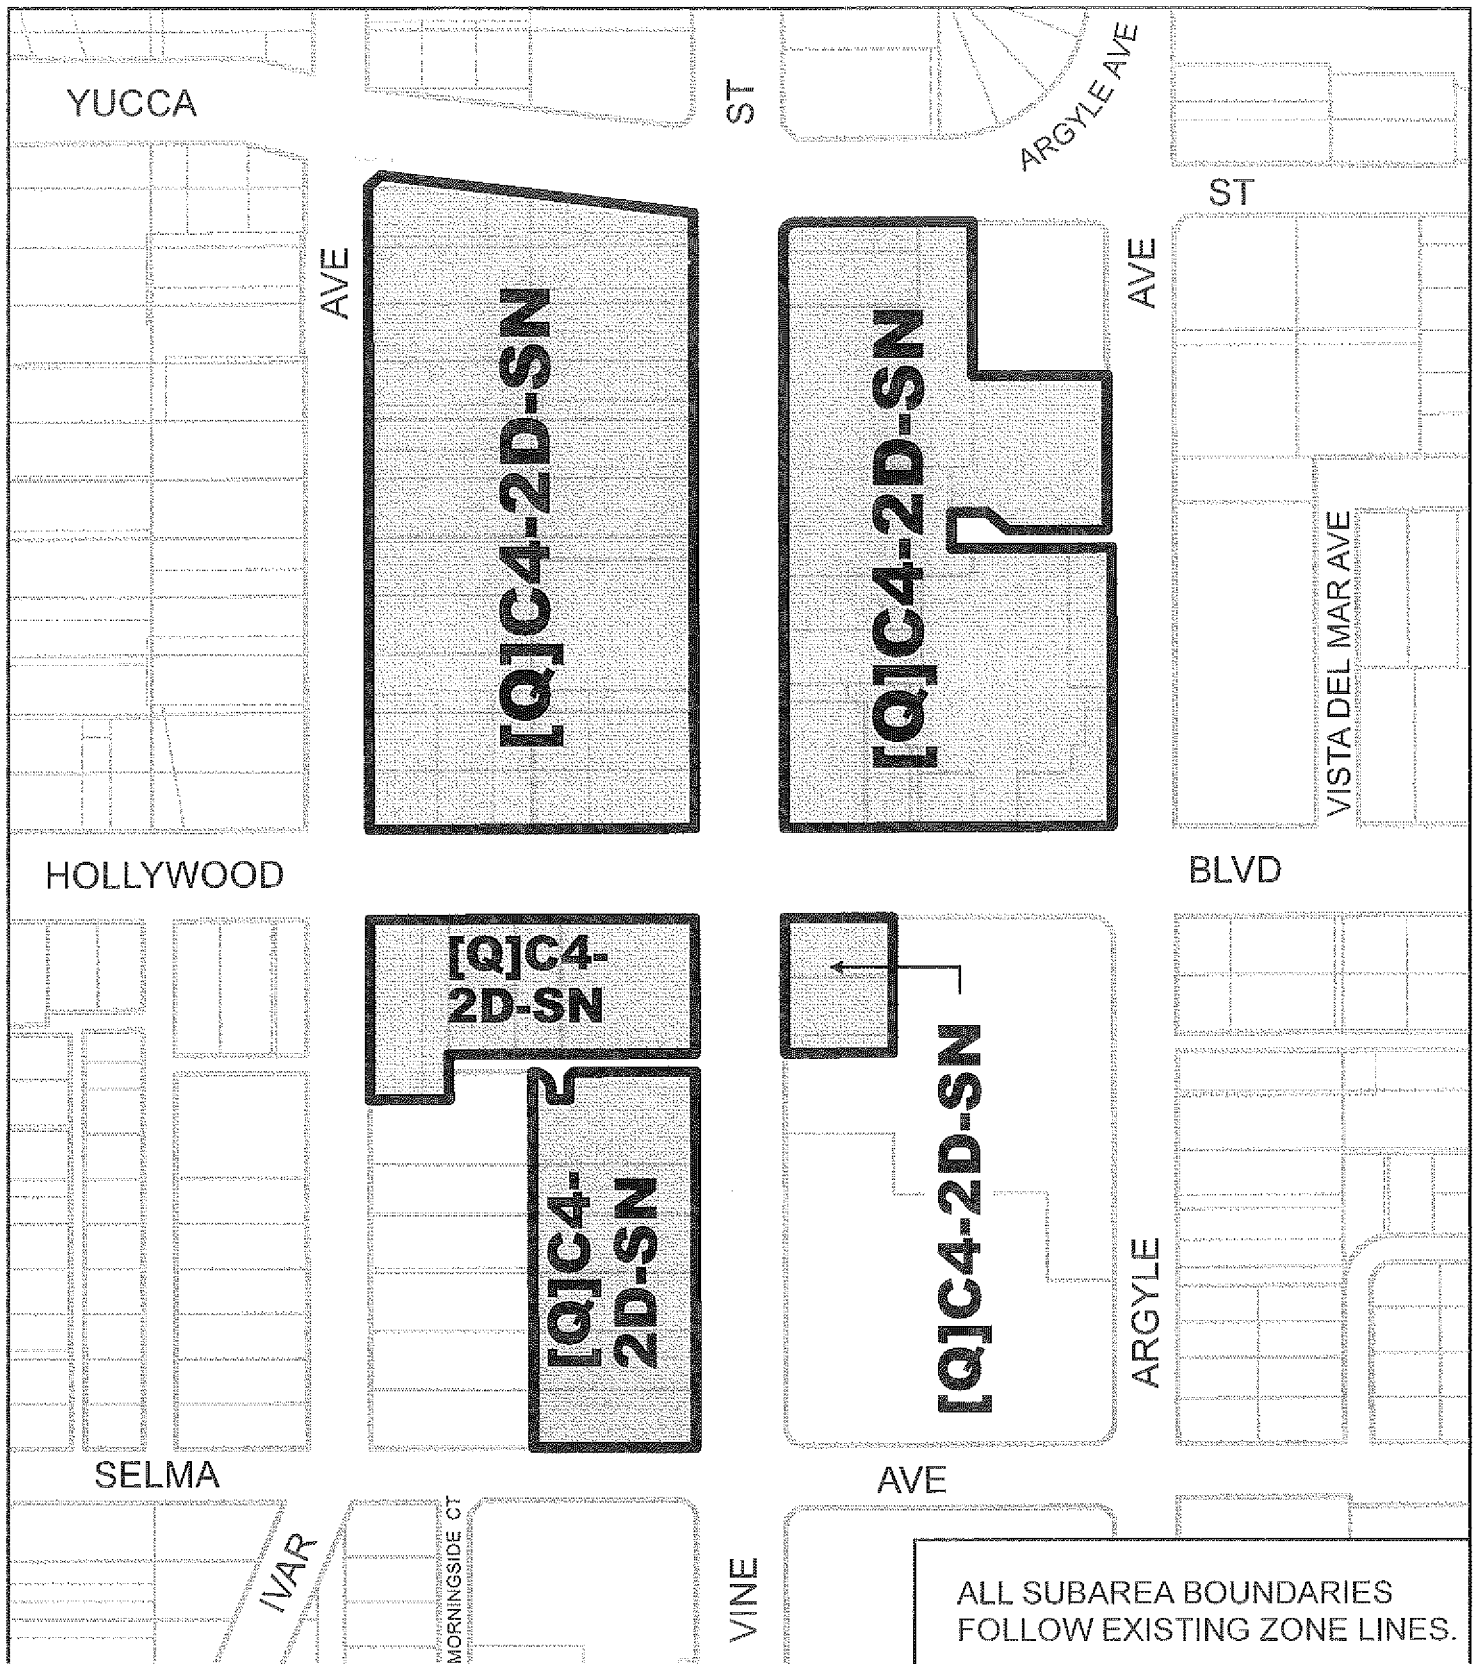 ARGYLE AVE
YUCCA
ST
ST
AVE
AVE
[Q]C4-2D-SN
[Q]C4-2D-SN
VISTA DEL MAR AVE
HOLLYWOOD
BLVD
[Q]C4-
2D-SN
[Q]C4-2D-SN
[Q]C4-
2D-SN
ARGYLE
SELMA
AVE
IVAR
MORNINGSIDE CT
VINE
ALL SUBAREA BOUNDARIES
FOLLOW EXISTING ZONE LINES.